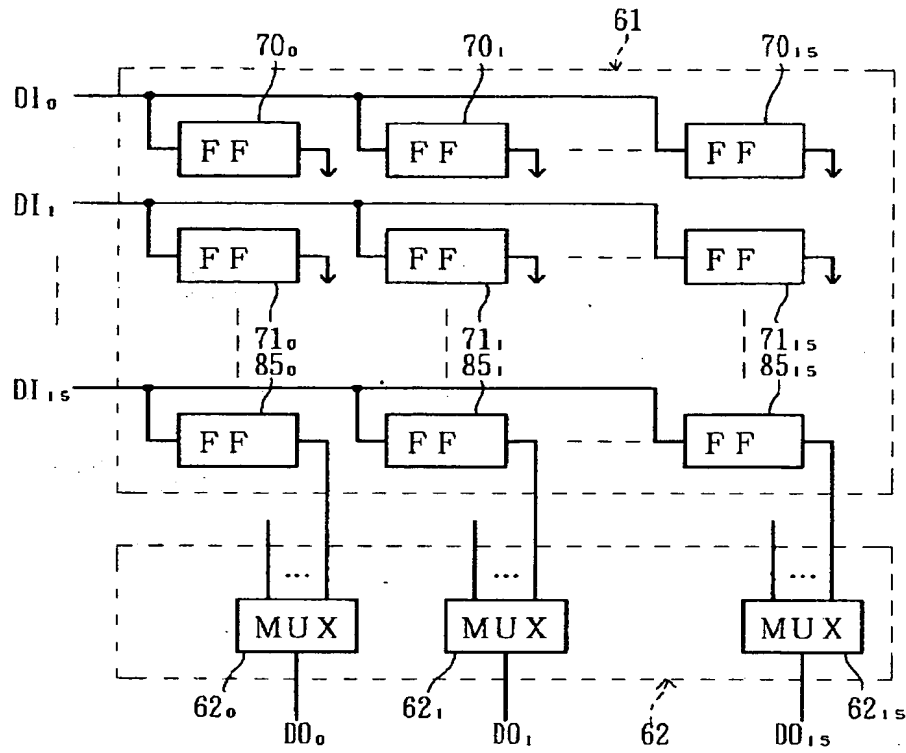 61
70₀ 70₁ 70₁₅
DI₀
FF FF FF
DI₁
FF FF FF
71₀ 71₁ 71₁₅
85₀ 85₁ 85₁₅
DI₁₅
FF FF FF
... ... ...
MUX MUX MUX
62₀ 62₁ 62 62₁₅
DO₀ DO₁ DO₁₅